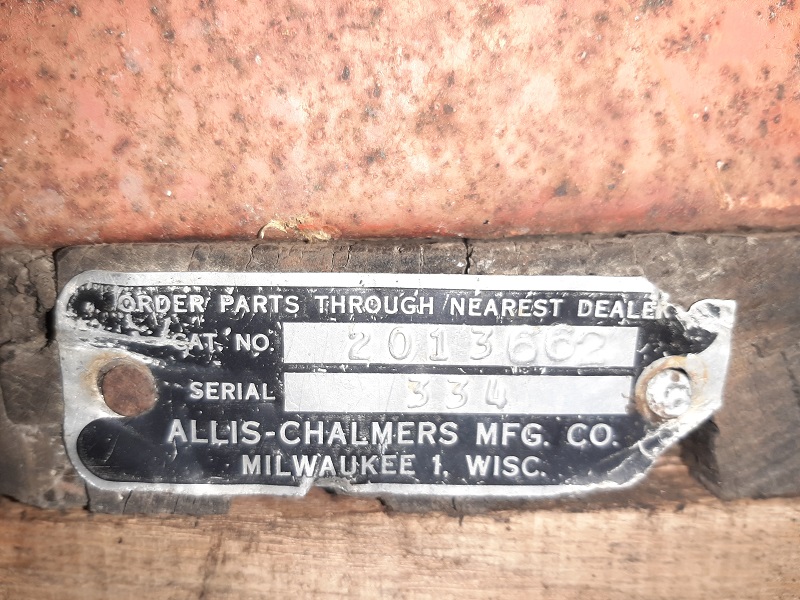 ORDER PARTS THROUGH NEAREST DEALER
CAT. NO. 2013662
SERIAL 334
ALLIS-CHALMERS MFG. CO.
MILWAUKEE 1, WISC.